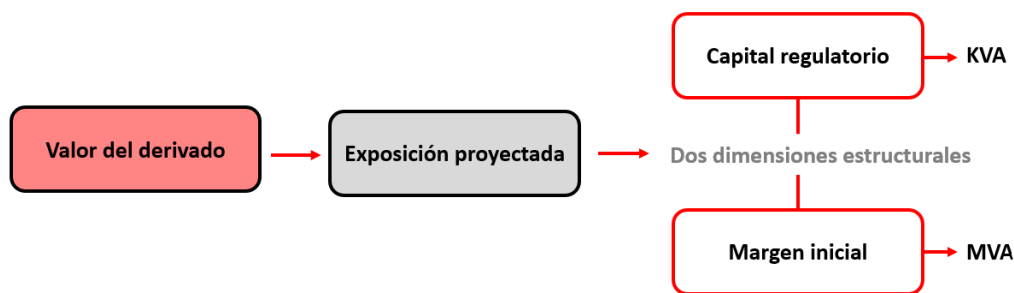 Capital regulatorio
KVA
Valor del derivado
Exposición proyectada
Dos dimensiones estructurales
Margen inicial
MVA